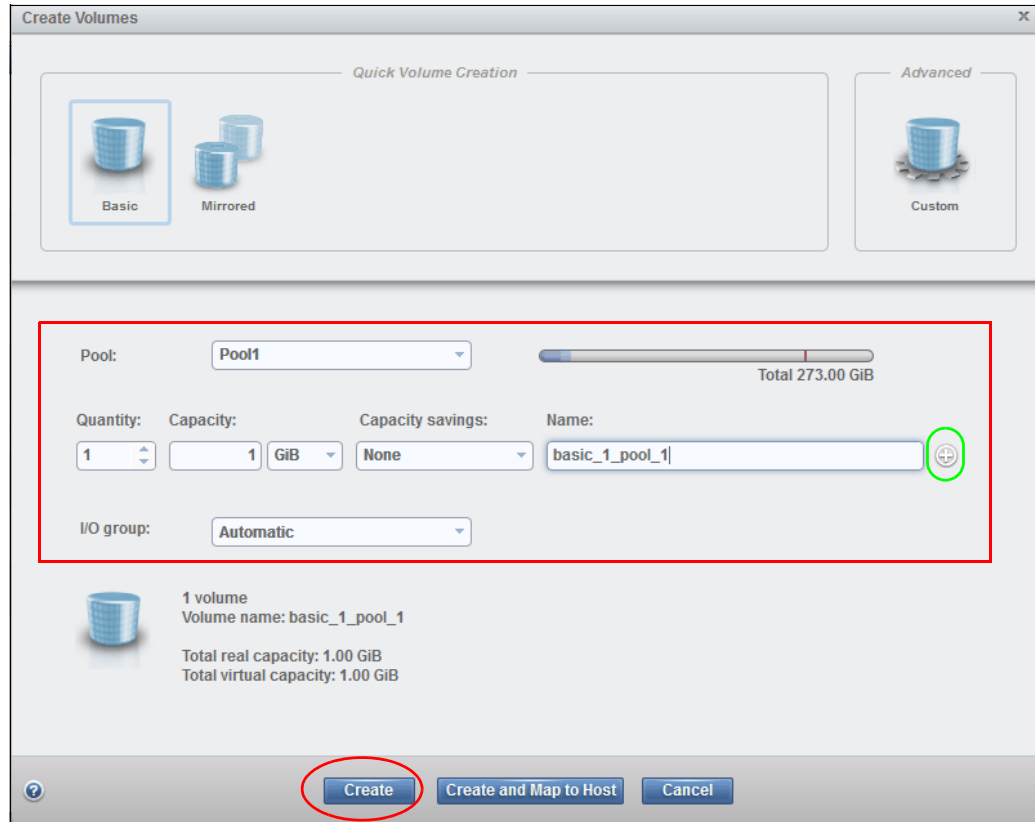 Create Volumes x
Quick Volume Creation
Advanced
Basic
Mirrored
Custom
Pool: Pool1
Total 273.00 GiB
Quantity: Capacity: Capacity savings: Name:
1 1 GiB None basic_1_pool_1
I/O group: Automatic
1 volume
Volume name: basic_1_pool_1
Total real capacity: 1.00 GiB
Total virtual capacity: 1.00 GiB
? Create Create and Map to Host Cancel